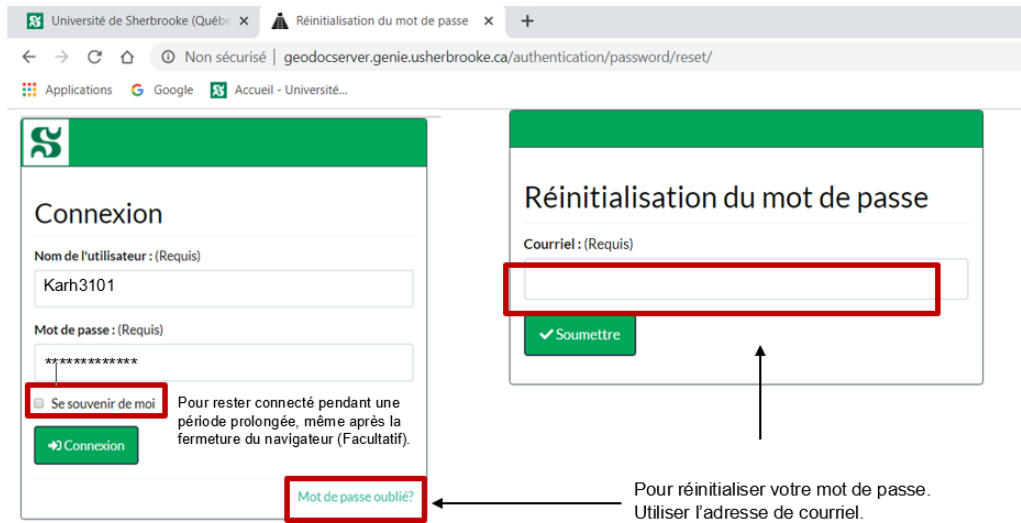 Université de Sherbrooke (Québe
Réinitialisation du mot de passe
Non sécurisé | geodocserver.genie.usherbrooke.ca/authentication/password/reset/
Applications
Google
Accueil - Université...
Connexion
Nom de l'utilisateur : (Requis)
Karh3101
Mot de passe : (Requis)
*************
Se souvenir de moi
Pour rester connecté pendant une
période prolongée, même après la
fermeture du navigateur (Facultatif).
Connexion
Mot de passe oublié?
Réinitialisation du mot de passe
Courriel : (Requis)
Soumettre
Pour réinitialiser votre mot de passe.
Utiliser l'adresse de courriel.